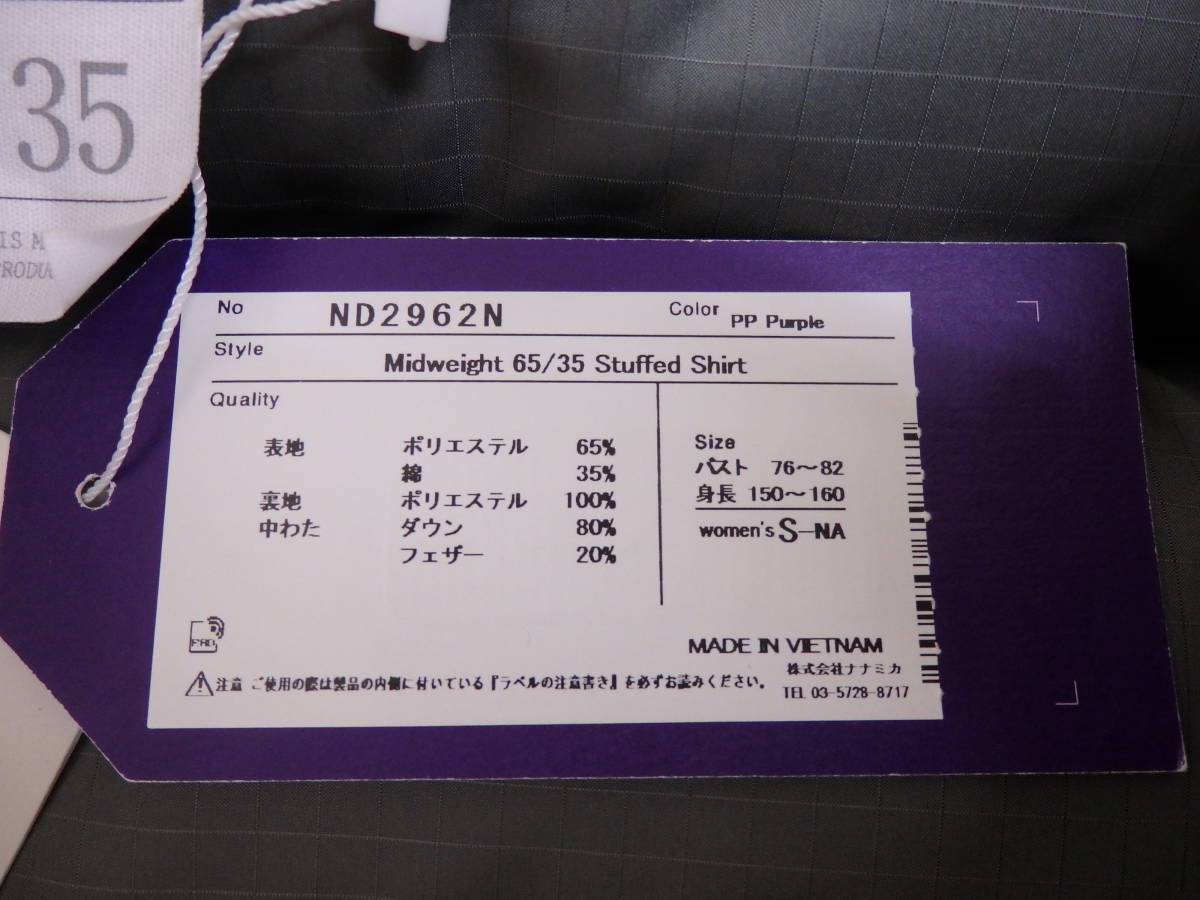 35
IS M
PRODU
No ND2962N Color PP Purple
Style Midweight 65/35 Stuffed Shirt
Quality
表地 ポリエステル 65%
綿 35%
裏地 ポリエステル 100%
中わた ダウン 80%
フェザー 20%
Size
バスト 76~82
身長 150~160
women's S-NA
MADE IN VIETNAM
株式会社ナナミカ
TEL 03-5728-8717
注意 ご使用の際は製品の内側に付いている『ラベルの注意書き』を必ずお読みください。